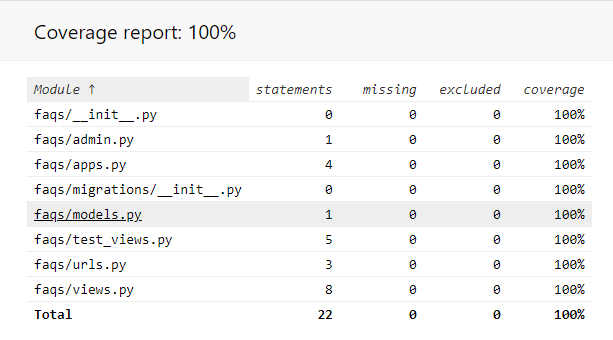 Coverage report: 100%
Module ↑ statements missing excluded coverage
faqs/__init__.py 0 0 0 100%
faqs/admin.py 1 0 0 100%
faqs/apps.py 4 0 0 100%
faqs/migrations/__init__.py 0 0 0 100%
faqs/models.py 1 0 0 100%
faqs/test_views.py 5 0 0 100%
faqs/urls.py 3 0 0 100%
faqs/views.py 8 0 0 100%
Total 22 0 0 100%